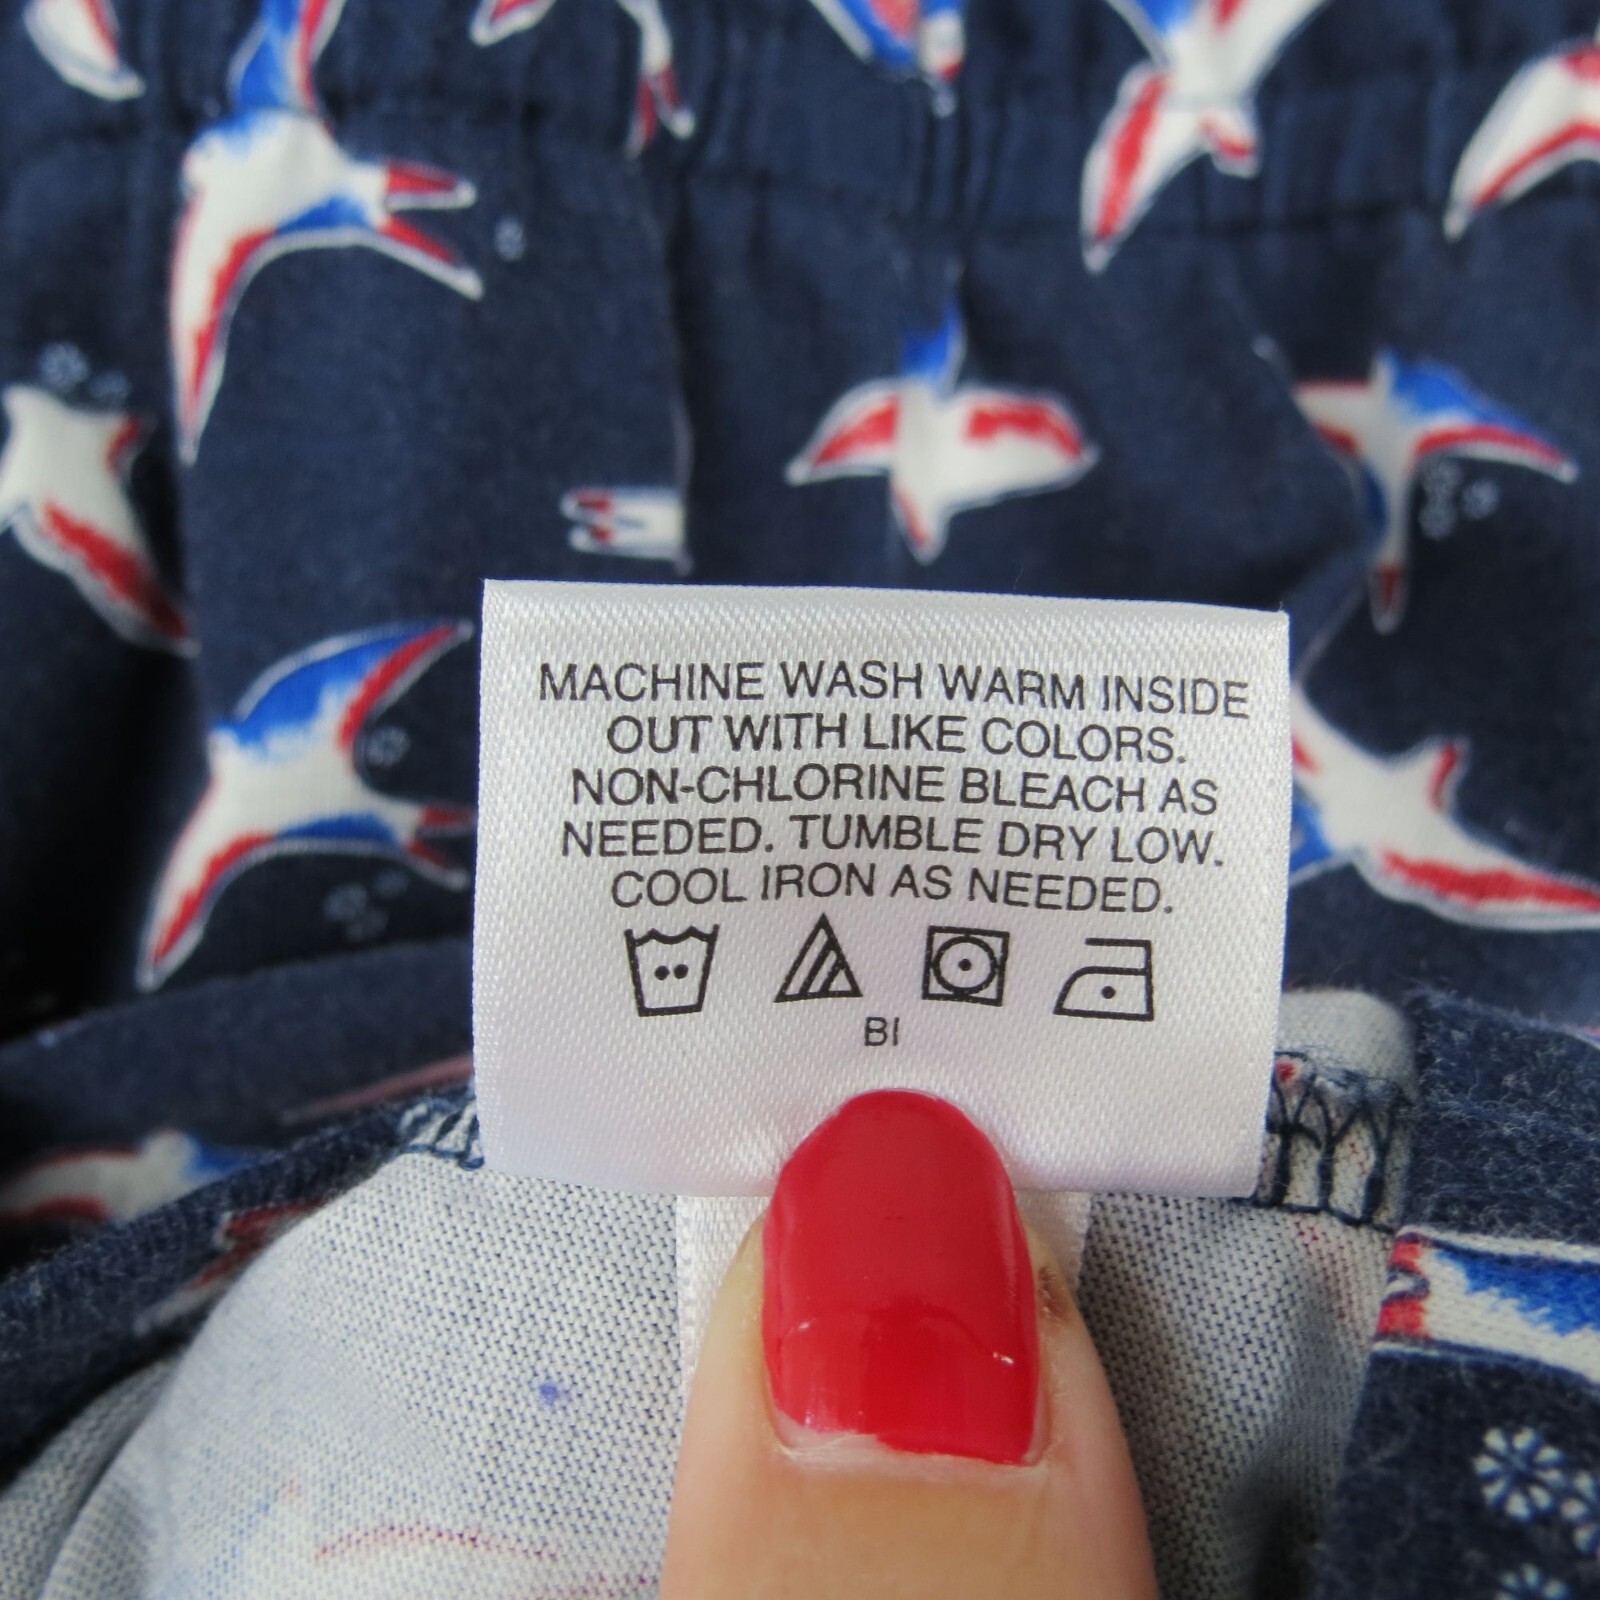 MACHINE WASH WARM INSIDE
OUT WITH LIKE COLORS.
NON-CHLORINE BLEACH AS
NEEDED. TUMBLE DRY LOW.
COOL IRON AS NEEDED.
BI